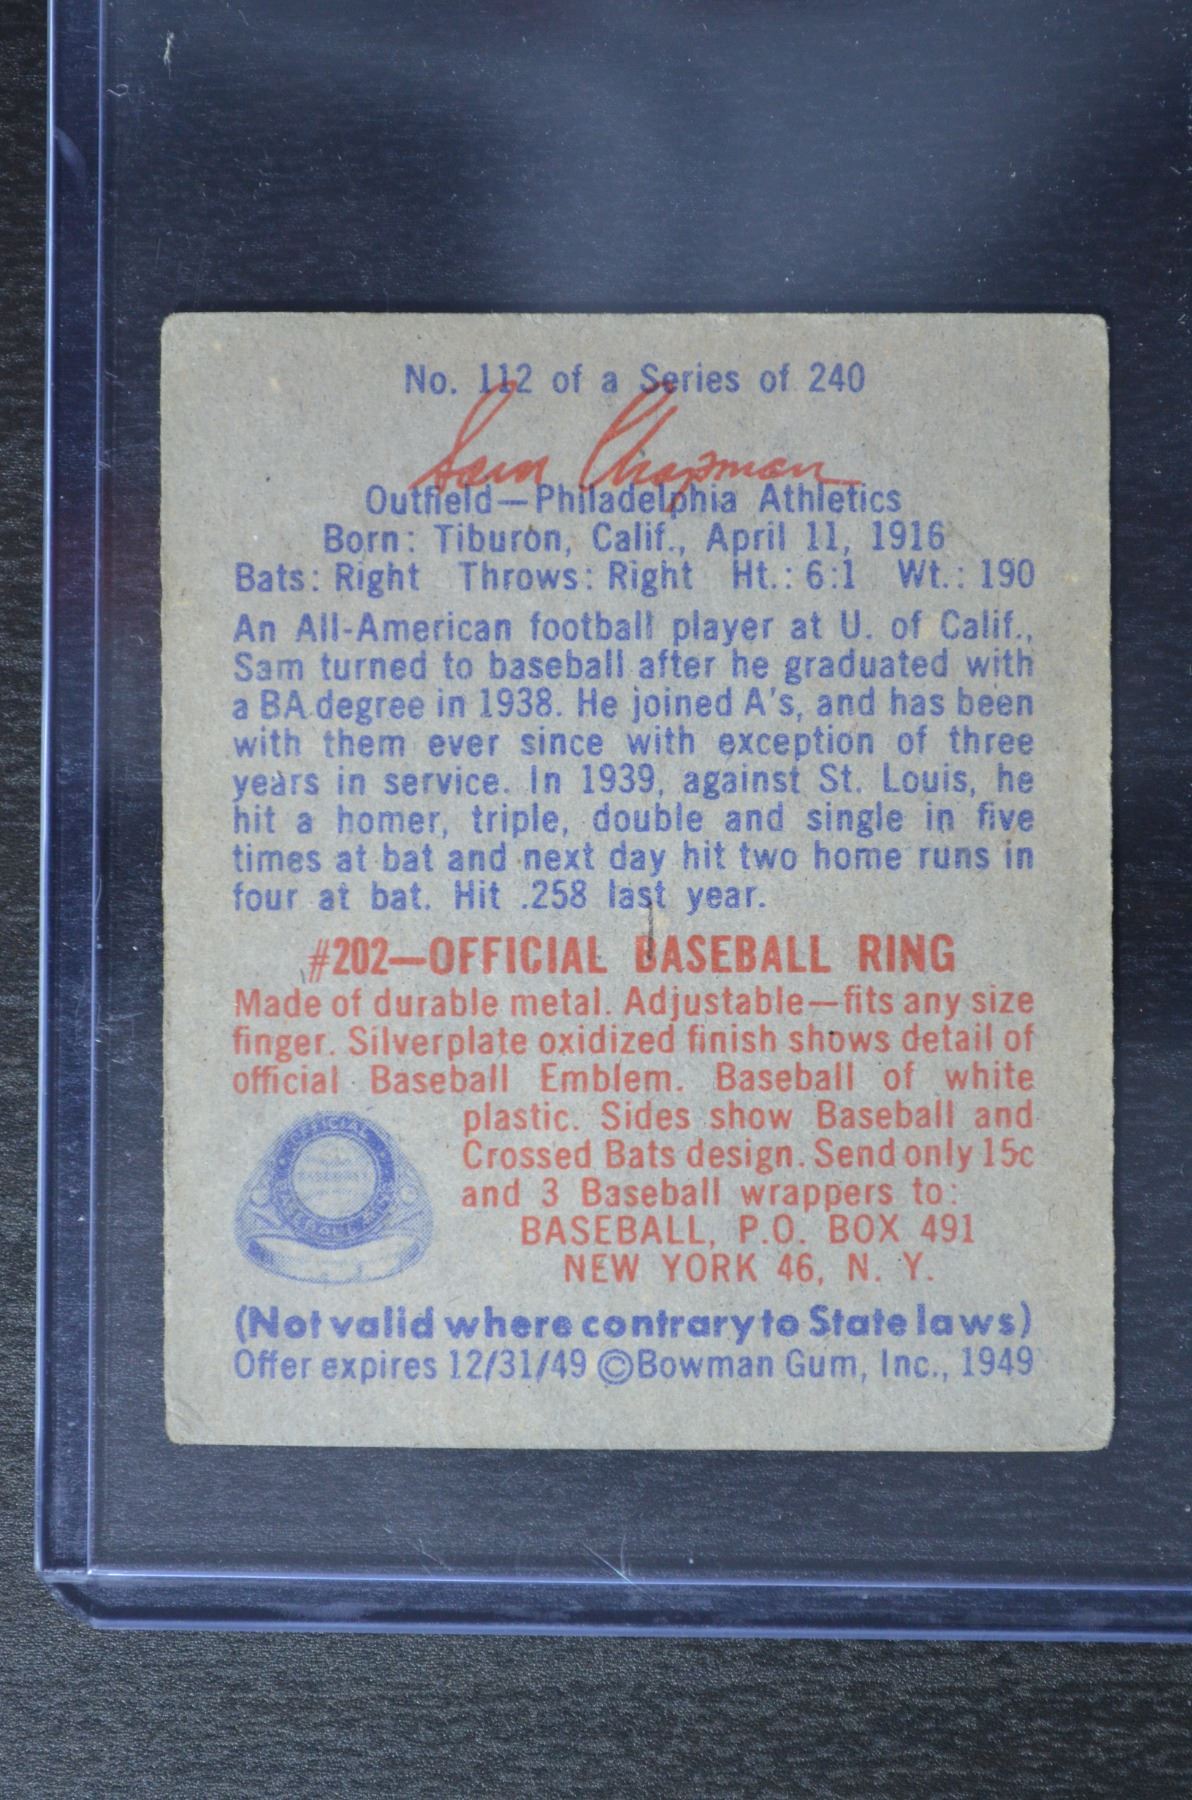 No. 112 of a Series of 240
Sam Chapman
Outfield—Philadelphia Athletics
Born: Tiburon, Calif., April 11, 1916
Bats: Right Throws: Right Ht.: 6:1 Wt.: 190
An All-American football player at U. of Calif.,
Sam turned to baseball after he graduated with
a BA degree in 1938. He joined A's, and has been
with them ever since with exception of three
years in service. In 1939, against St. Louis, he
hit a homer, triple, double and single in five
times at bat and next day hit two home runs in
four at bat. Hit .258 last year.
#202—OFFICIAL BASEBALL RING
Made of durable metal. Adjustable—fits any size
finger. Silverplate oxidized finish shows detail of
official Baseball Emblem. Baseball of white
plastic. Sides show Baseball and
Crossed Bats design. Send only 15c
and 3 Baseball wrappers to:
BASEBALL, P.O. BOX 491
NEW YORK 46, N. Y.
OFFICIAL
BASEBALL RING
(Not valid where contrary to State laws)
Offer expires 12/31/49 ©Bowman Gum, Inc., 1949